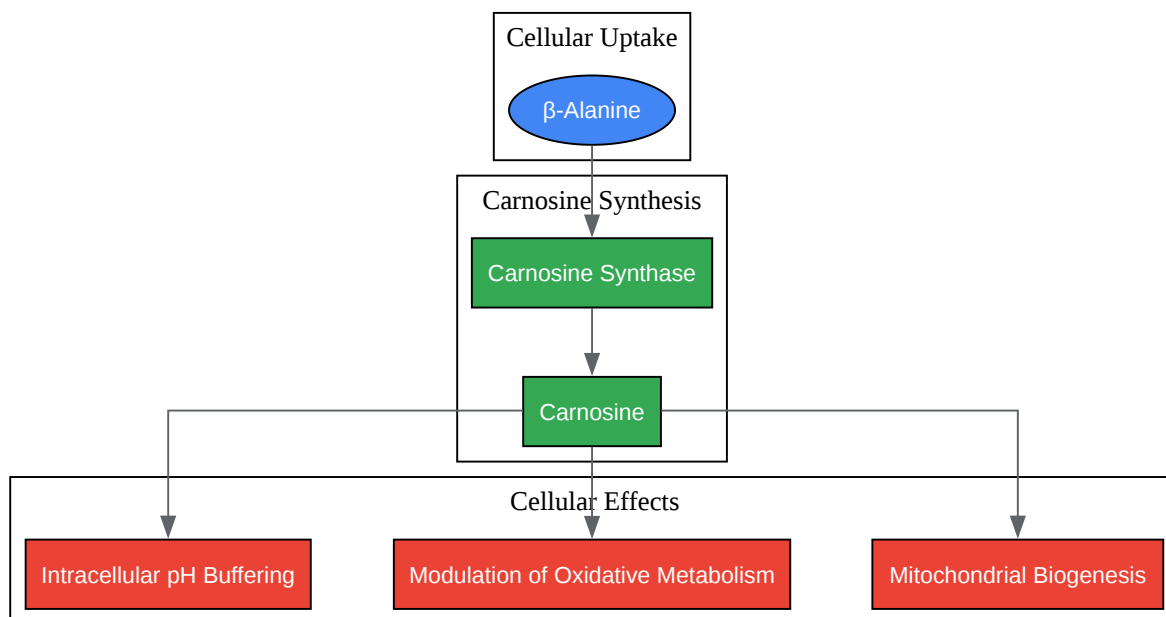 Cellular Uptake
β-Alanine
Carnosine Synthesis
Carnosine Synthase
Carnosine
Cellular Effects
Intracellular pH Buffering
Modulation of Oxidative Metabolism
Mitochondrial Biogenesis